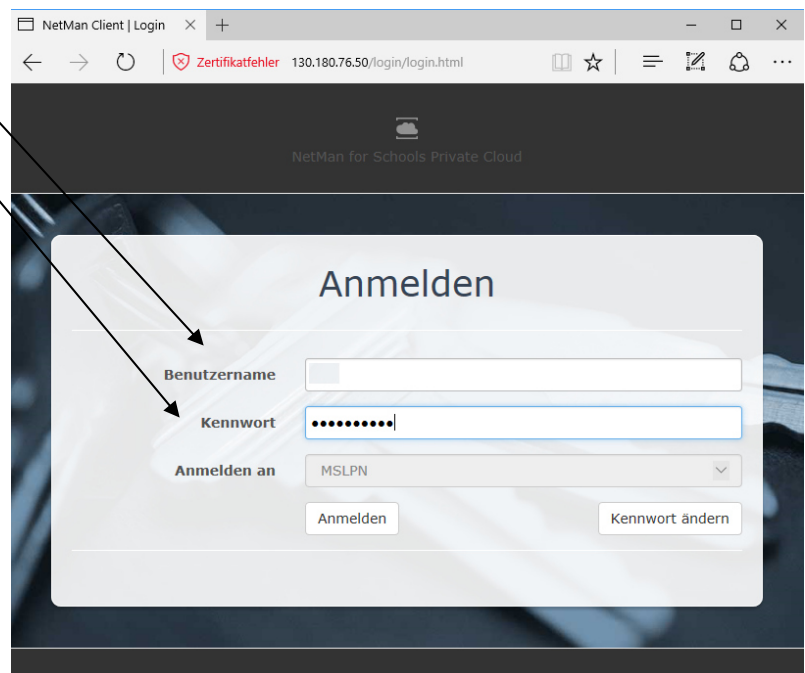 NetMan Client | Login
Zertifikatfehler 130.180.76.50/login/login.html
NetMan for Schools Private Cloud
Anmelden
Benutzername
Kennwort ••••••••••
Anmelden an MSLPN
Anmelden Kennwort ändern